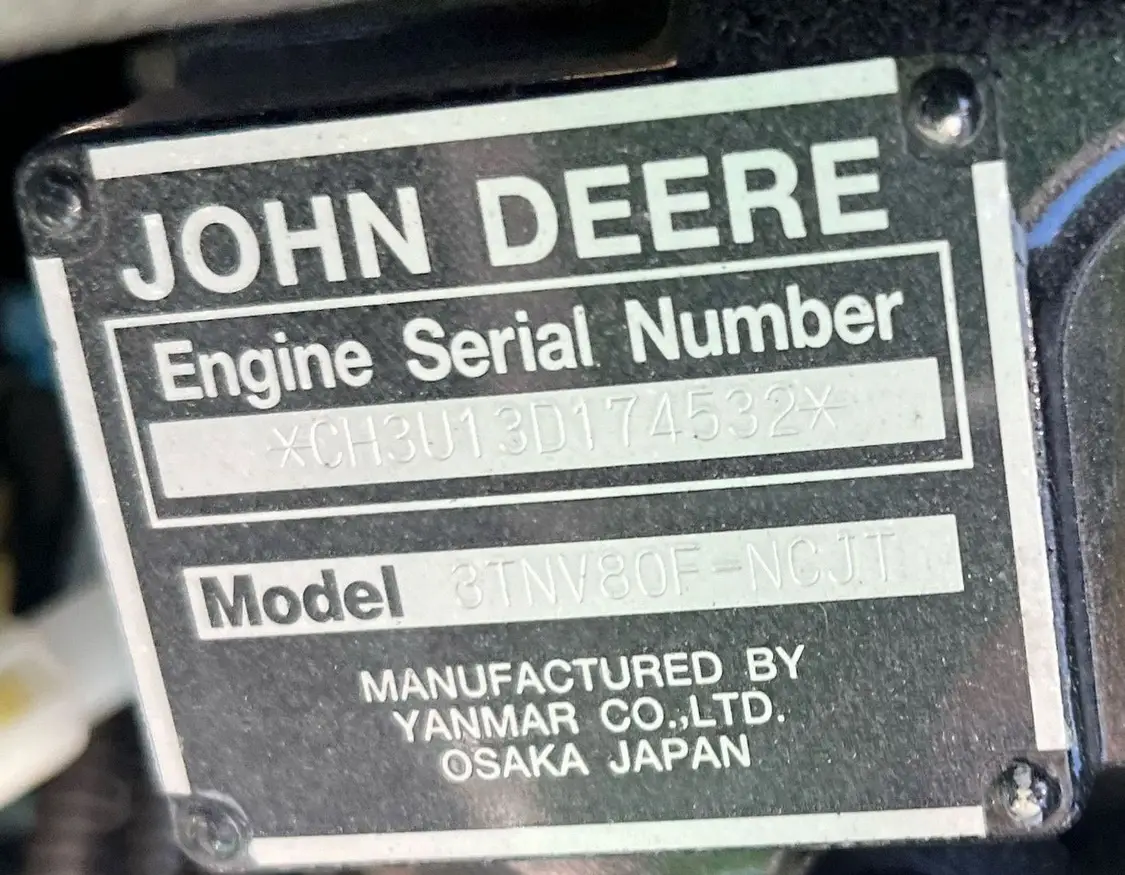 JOHN DEERE
Engine Serial Number
*CH3U13D174532*
Model 3TNV80F-NCJT
MANUFACTURED BY
YANMAR CO.,LTD.
OSAKA JAPAN